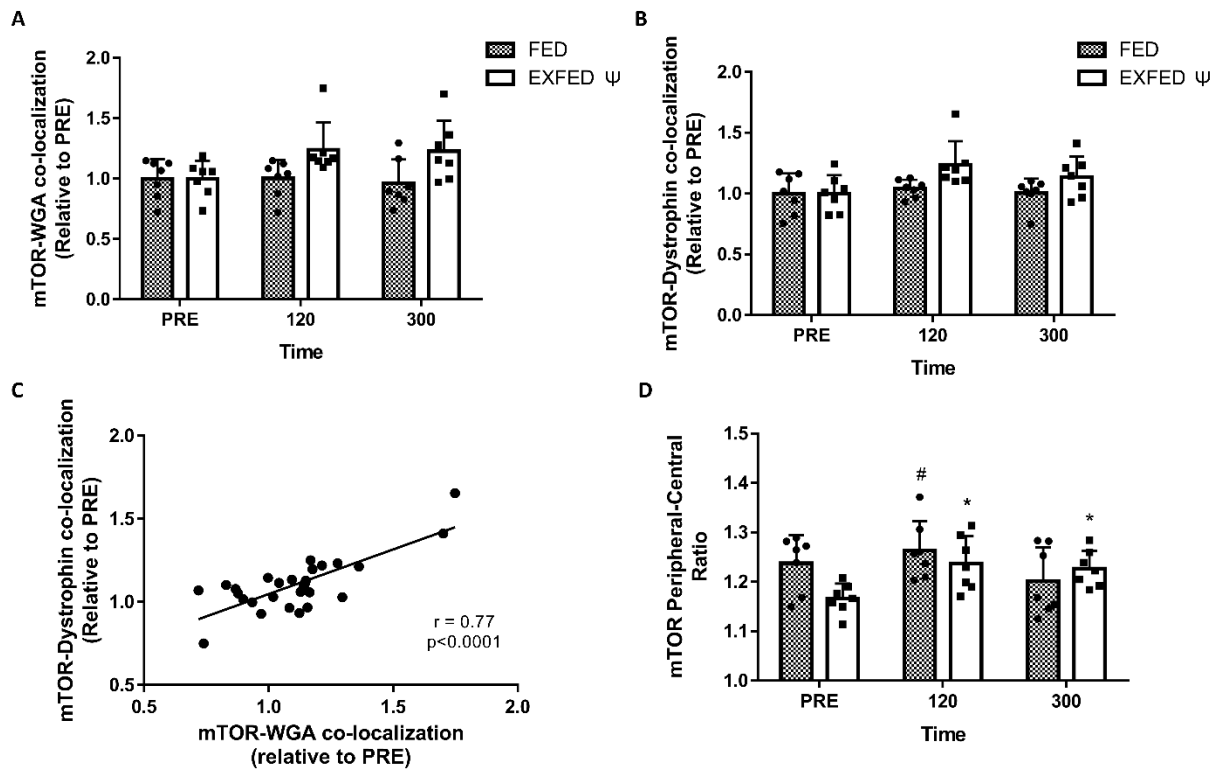 A
mTOR-WGA co-localization
(Relative to PRE)
2.0
1.5
1.0
0.5
0.0
PRE
120
300
Time
FED
EXFED Ψ
B
mTOR-Dystrophin co-localization
(Relative to PRE)
2.0
1.5
1.0
0.5
0.0
PRE
120
300
Time
FED
EXFED Ψ
C
mTOR-Dystrophin co-localization
(Relative to PRE)
2.0
1.5
1.0
0.5
r = 0.77
p<0.0001
0.5
1.0
1.5
2.0
mTOR-WGA co-localization
(relative to PRE)
D
mTOR Peripheral-Central
Ratio
1.5
1.4
1.3
1.2
1.1
1.0
#
*
*
PRE
120
300
Time